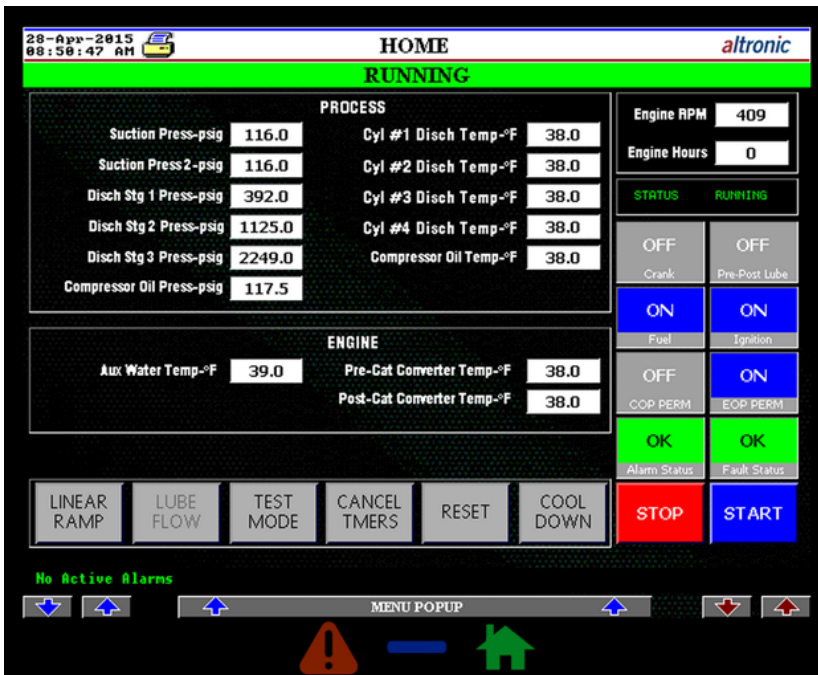 28-Apr-2015
08:50:47 AM
HOME
altronic
RUNNING
PROCESS
Suction Press-psig 116.0 Cyl #1 Disch Temp-°F 38.0
Suction Press 2-psig 116.0 Cyl #2 Disch Temp-°F 38.0
Disch Stg 1 Press-psig 392.0 Cyl #3 Disch Temp-°F 38.0
Disch Stg 2 Press-psig 1125.0 Cyl #4 Disch Temp-°F 38.0
Disch Stg 3 Press-psig 2249.0 Compressor Oil Temp-°F 38.0
Compressor Oil Press-psig 117.5
Engine RPM 409
Engine Hours 0
STATUS RUNNING
OFF OFF
Crank Pre-Post Lube
ON ON
Fuel Ignition
OFF ON
COP PERM EOP PERM
OK OK
Alarm Status Fault Status
STOP START
ENGINE
Aux Water Temp-°F 39.0 Pre-Cat Converter Temp-°F 38.0
Post-Cat Converter Temp-°F 38.0
LINEAR RAMP
LUBE FLOW
TEST MODE
CANCEL TMERS
RESET
COOL DOWN
No Active Alarms
MENU POPUP